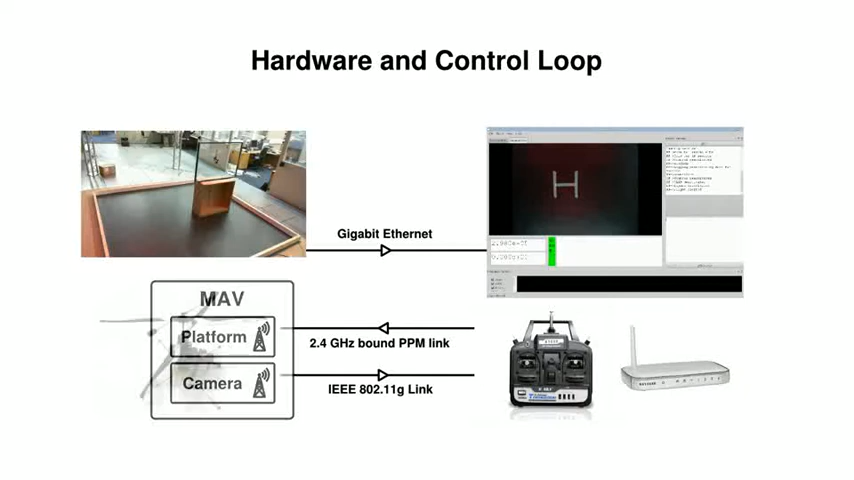 Hardware and Control Loop
Gigabit Ethernet
MAV
Platform
2.4 GHz bound PPM link
Camera
IEEE 802.11g Link
H
NETGEAR